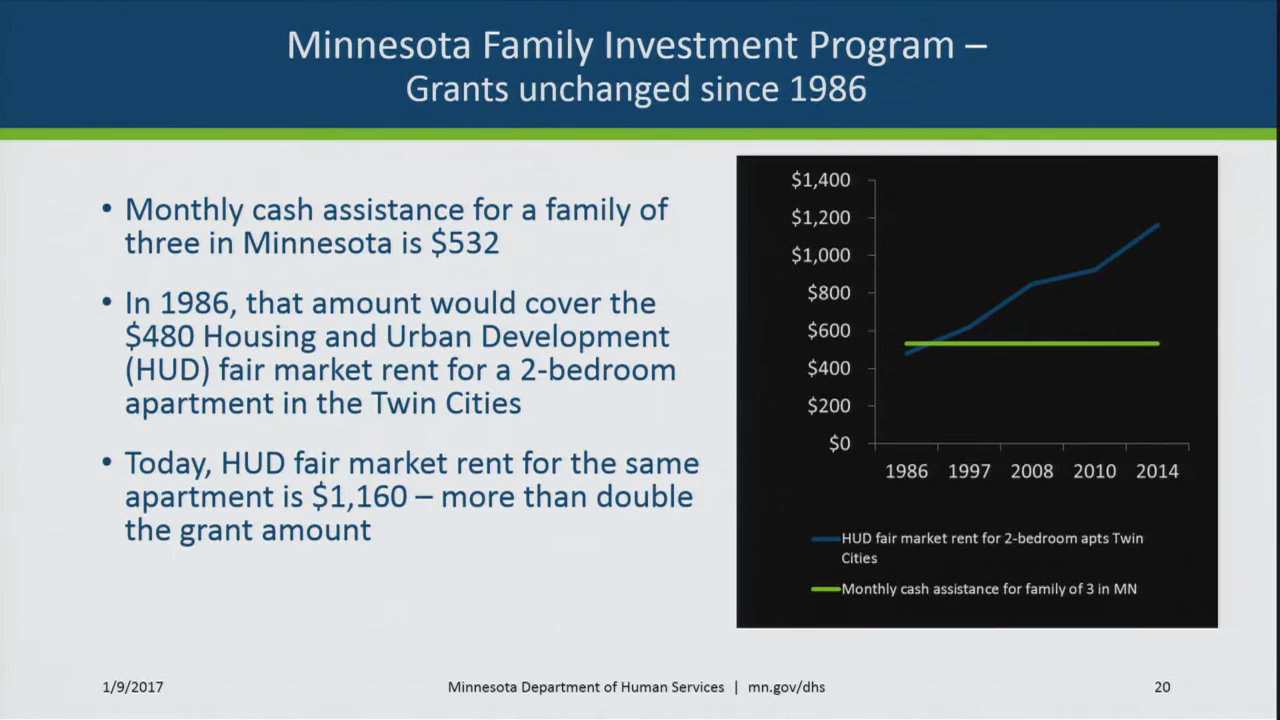 Minnesota Family Investment Program –
Grants unchanged since 1986
• Monthly cash assistance for a family of
three in Minnesota is $532
• In 1986, that amount would cover the
$480 Housing and Urban Development
(HUD) fair market rent for a 2-bedroom
apartment in the Twin Cities
• Today, HUD fair market rent for the same
apartment is $1,160 – more than double
the grant amount
$1,400
$1,200
$1,000
$800
$600
$400
$200
$0
1986 1997 2008 2010 2014
HUD fair market rent for 2-bedroom apts Twin
Cities
Monthly cash assistance for family of 3 in MN
1/9/2017 Minnesota Department of Human Services | mn.gov/dhs 20